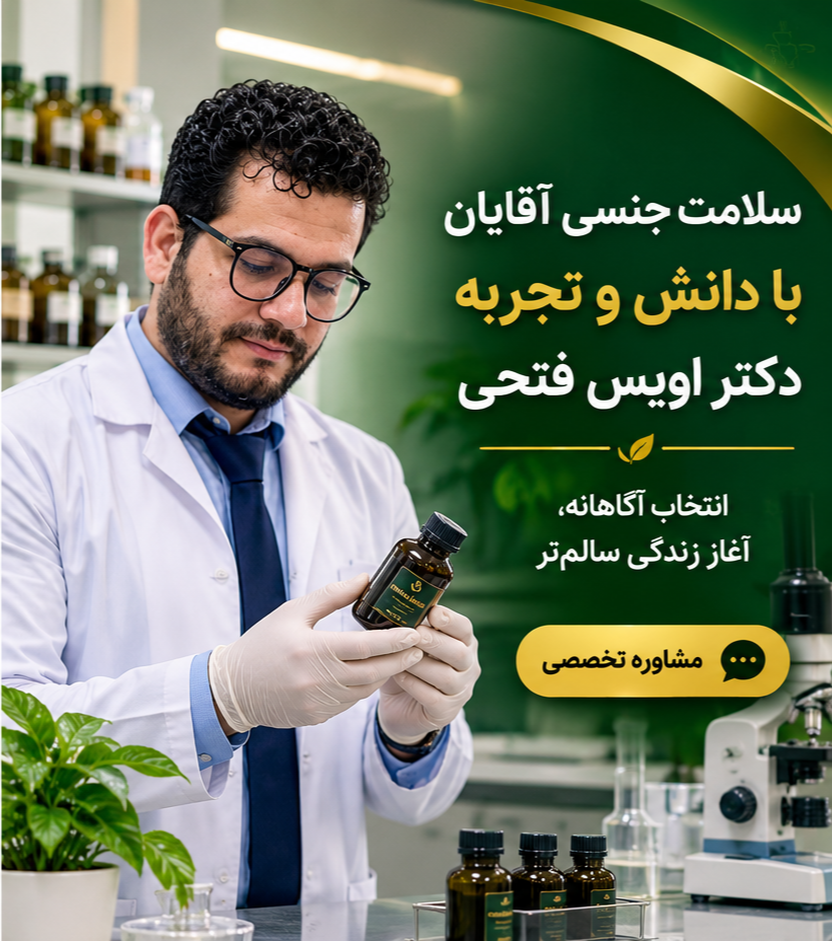 سلامت جنسی آقایان
با دانش و تجربه
دکتر اویس فتحی
انتخاب آگاهانه،
آغاز زندگی سالم‌تر
مشاوره تخصصی